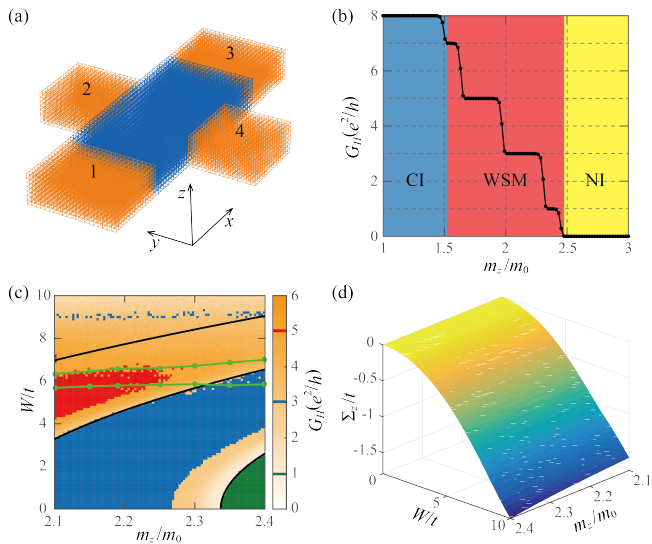 (a)
1
2
3
4
z
y
x
(b)
G_H(e²/h)
8
6
4
2
0
CI
WSM
NI
1
1.5
2
2.5
3
m_z/m_0
(c)
W/t
10
8
6
4
2
0
2.1
2.2
2.3
2.4
m_z/m_0
6
5
4
3
2
1
0
G_H(e²/h)
(d)
Σ_z/t
0
-0.5
-1
-1.5
0
5
10
W/t
2.4
2.3
2.2
2.1
m_z/m_0